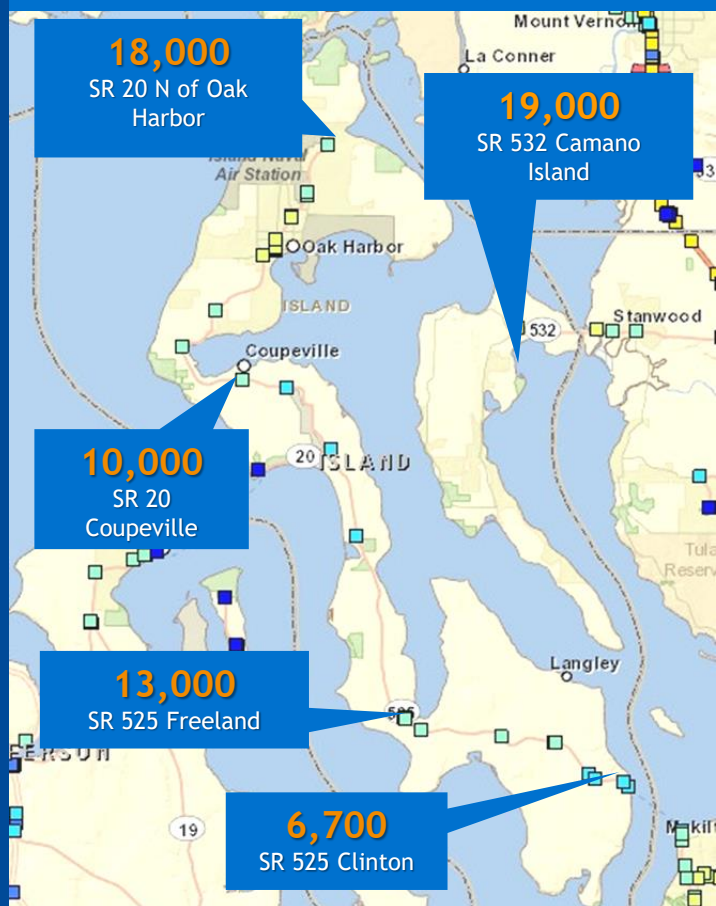 Mount Vernon
La Conner
18,000
SR 20 N of Oak
Harbor
19,000
SR 532 Camano
Island
Air Station
Oak Harbor
ISLAND
532
Stanwood
Coupeville
10,000
SR 20
Coupeville
20
ISLAND
13,000
SR 525 Freeland
Langley
6,700
SR 525 Clinton
19